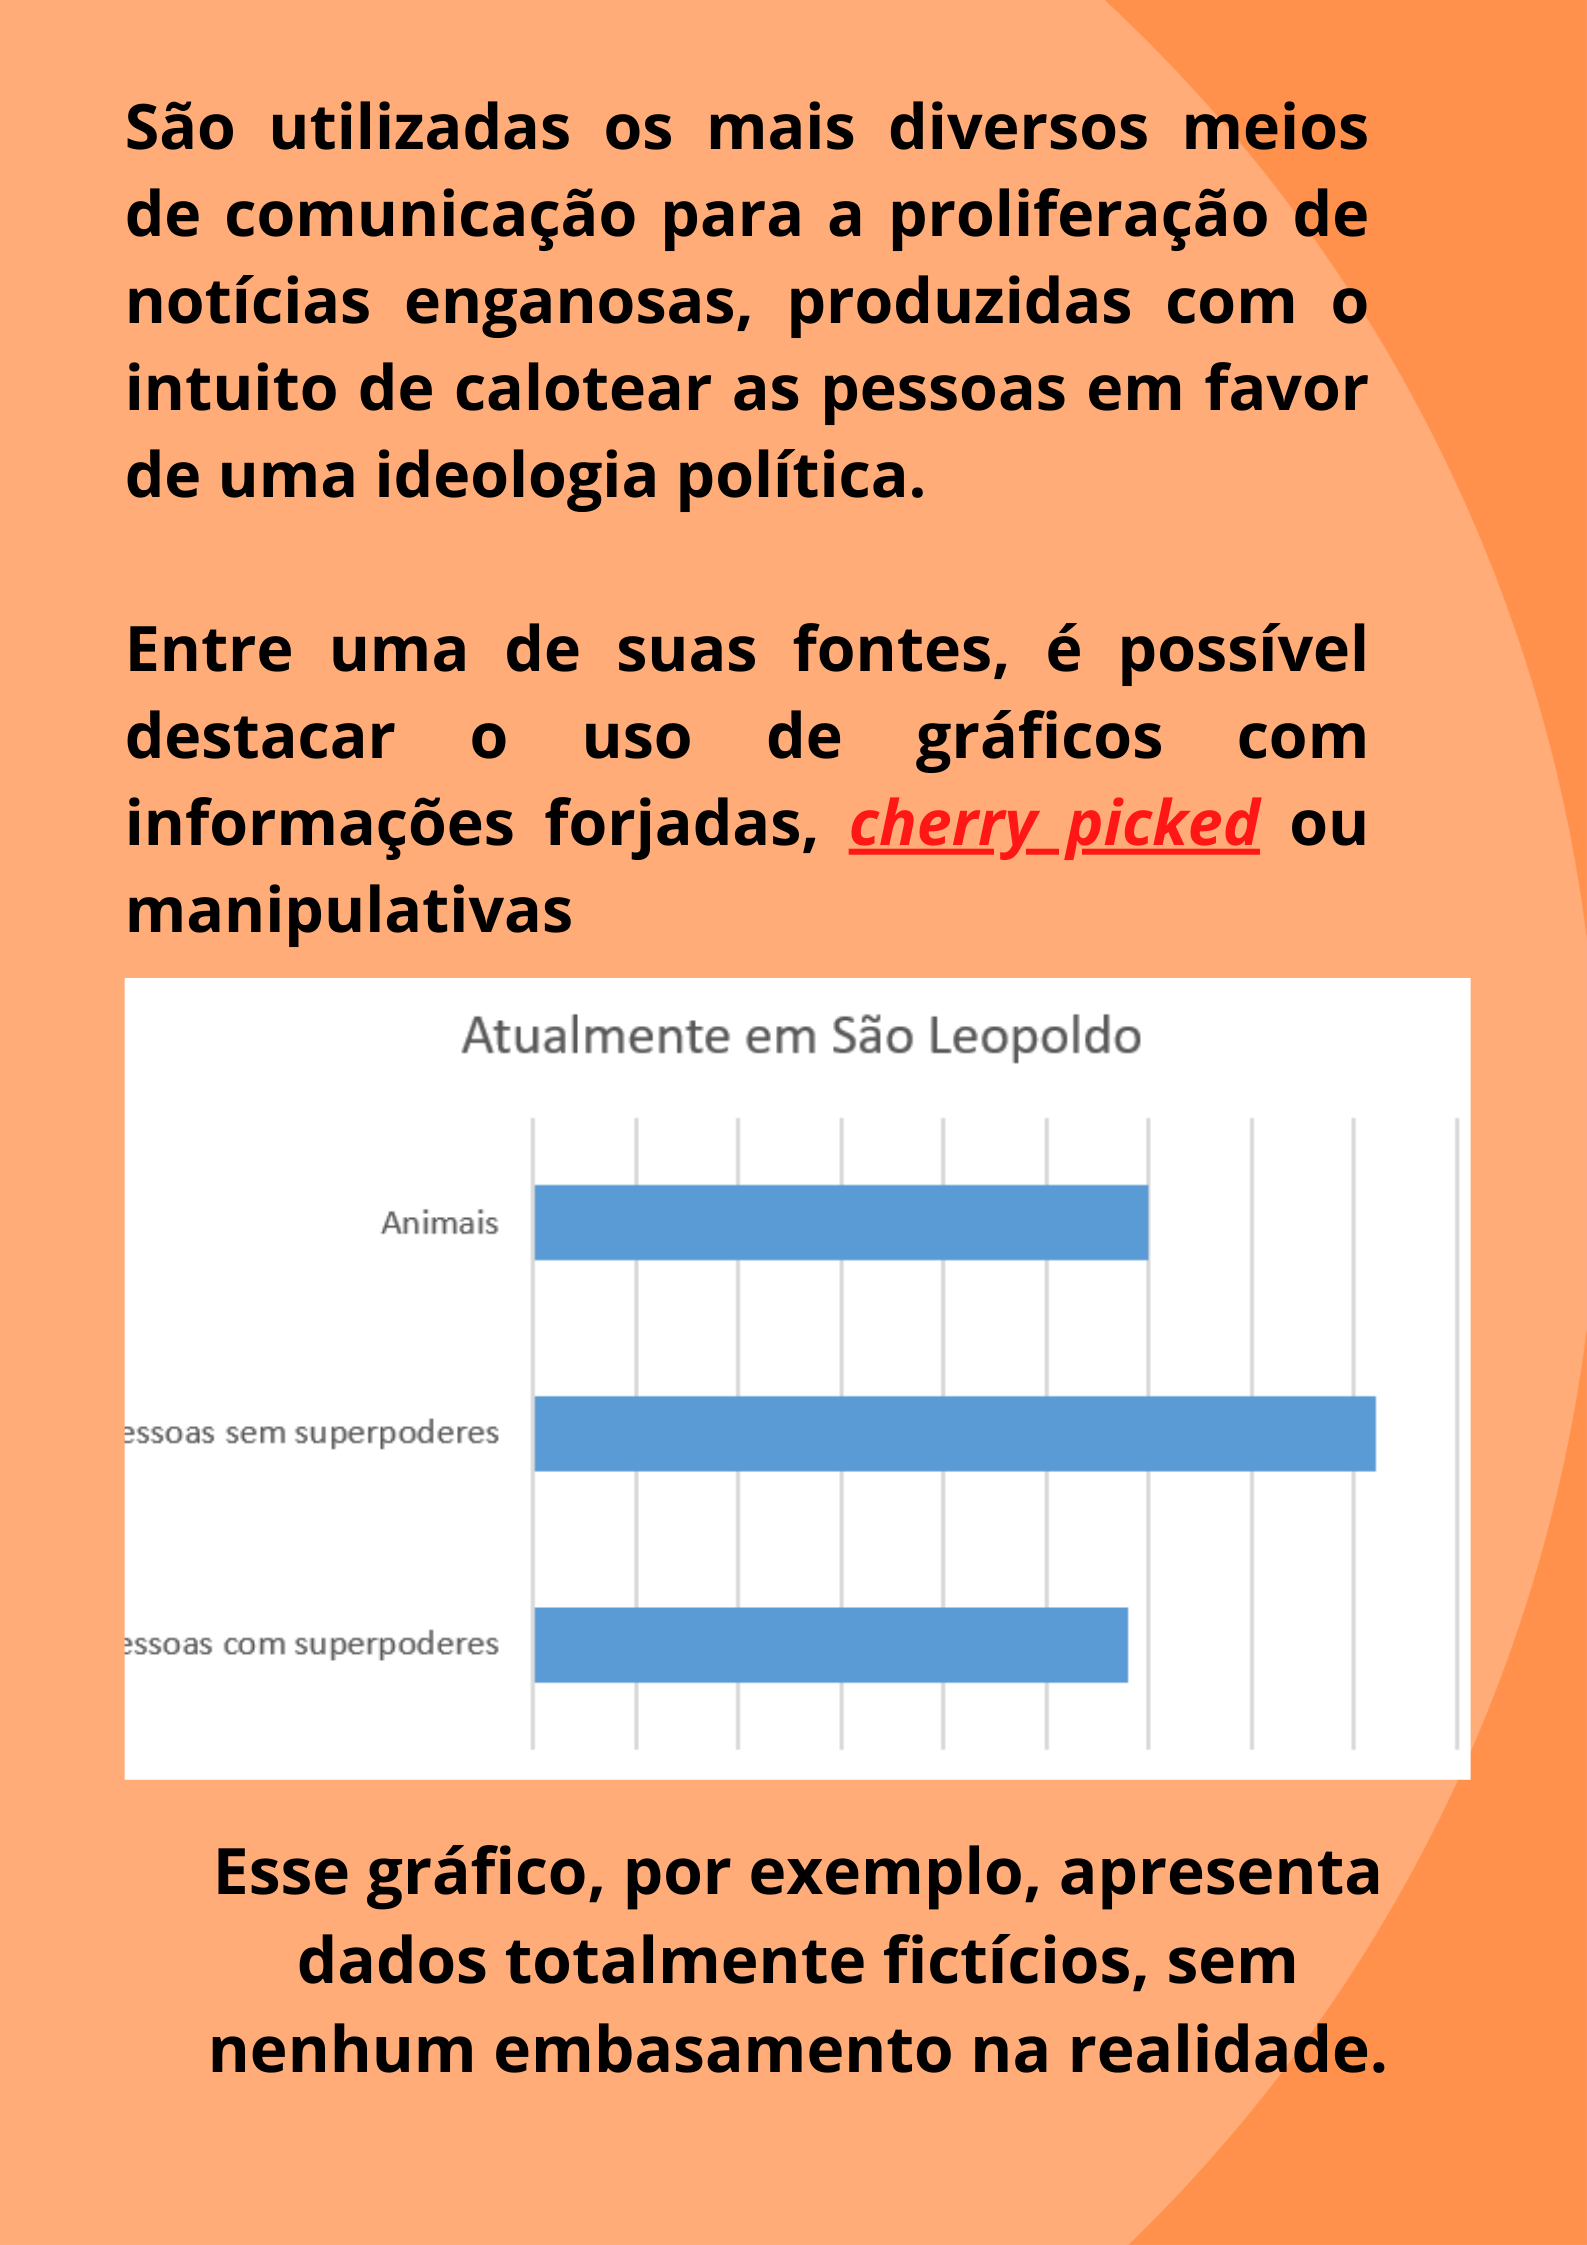 São utilizadas os mais diversos meios
de comunicação para a proliferação de
notícias enganosas, produzidas com o
intuito de calotear as pessoas em favor
de uma ideologia política.
Entre uma de suas fontes, é possível
destacar o uso de gráficos com
informações forjadas, cherry picked ou
manipulativas
Atualmente em São Leopoldo
Animais
essoas sem superpoderes
essoas com superpoderes
Esse gráfico, por exemplo, apresenta
dados totalmente fictícios, sem
nenhum embasamento na realidade.